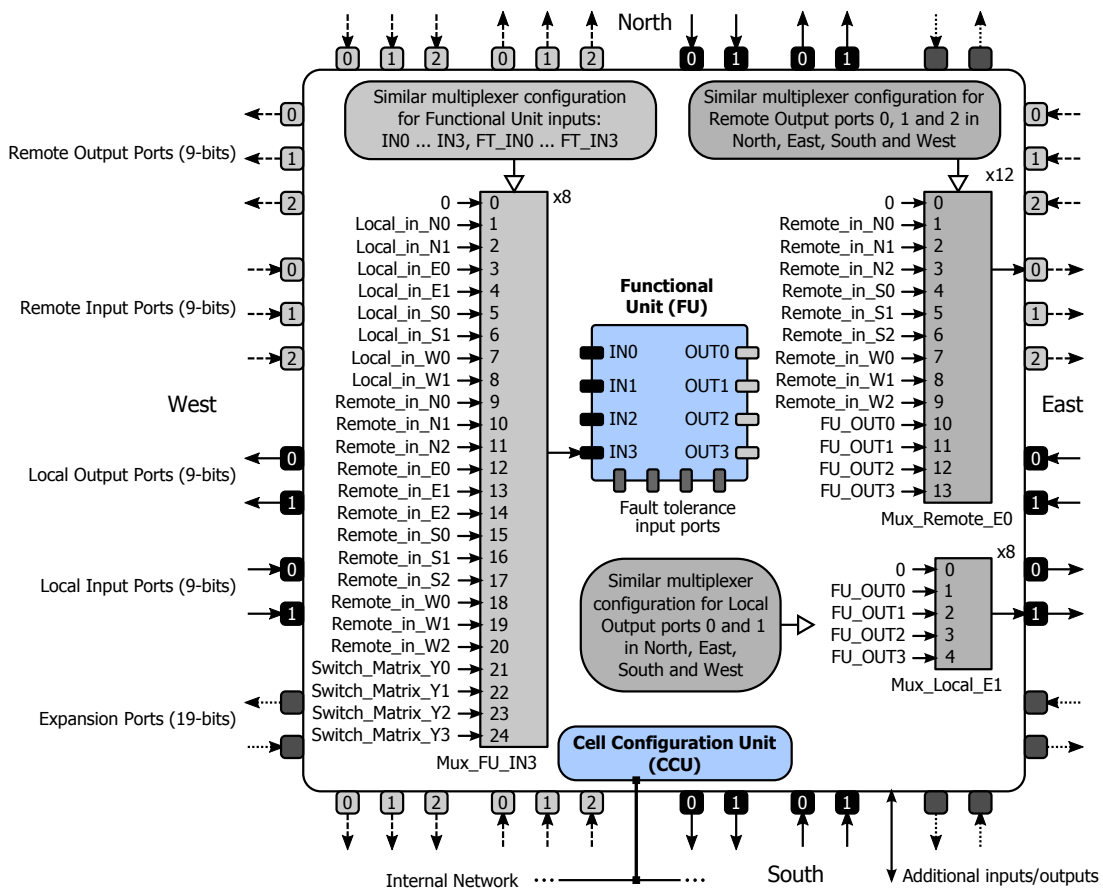 North
0 1 2 0 1 2 0 1 0 1
Similar multiplexer configuration
for Functional Unit inputs:
IN0 ... IN3, FT_IN0 ... FT_IN3
Similar multiplexer configuration for
Remote Output ports 0, 1 and 2 in
North, East, South and West
Remote Output Ports (9-bits)
0
1
2
Remote Input Ports (9-bits)
0
1
2
West
Local Output Ports (9-bits)
0
1
Local Input Ports (9-bits)
0
1
Expansion Ports (19-bits)
x8
0 0
Local_in_N0 1
Local_in_N1 2
Local_in_E0 3
Local_in_E1 4
Local_in_S0 5
Local_in_S1 6
Local_in_W0 7
Local_in_W1 8
Remote_in_N0 9
Remote_in_N1 10
Remote_in_N2 11
Remote_in_E0 12
Remote_in_E1 13
Remote_in_E2 14
Remote_in_S0 15
Remote_in_S1 16
Remote_in_S2 17
Remote_in_W0 18
Remote_in_W1 19
Remote_in_W2 20
Switch_Matrix_Y0 21
Switch_Matrix_Y1 22
Switch_Matrix_Y2 23
Switch_Matrix_Y3 24
Mux_FU_IN3
Functional
Unit (FU)
IN0 OUT0
IN1 OUT1
IN2 OUT2
IN3 OUT3
Fault tolerance
input ports
x12
0 0
Remote_in_N0 1
Remote_in_N1 2
Remote_in_N2 3
Remote_in_S0 4
Remote_in_S1 5
Remote_in_S2 6
Remote_in_W0 7
Remote_in_W1 8
Remote_in_W2 9
FU_OUT0 10
FU_OUT1 11
FU_OUT2 12
FU_OUT3 13
Mux_Remote_E0
Similar multiplexer
configuration for Local
Output ports 0 and 1
in North, East,
South and West
x8
0 0
FU_OUT0 1
FU_OUT1 2
FU_OUT2 3
FU_OUT3 4
Mux_Local_E1
Cell Configuration Unit
(CCU)
0
1
2
0
1
2
East
0
1
0
1
0 1 2 0 1 2 0 1 0 1
Internal Network
South
Additional inputs/outputs